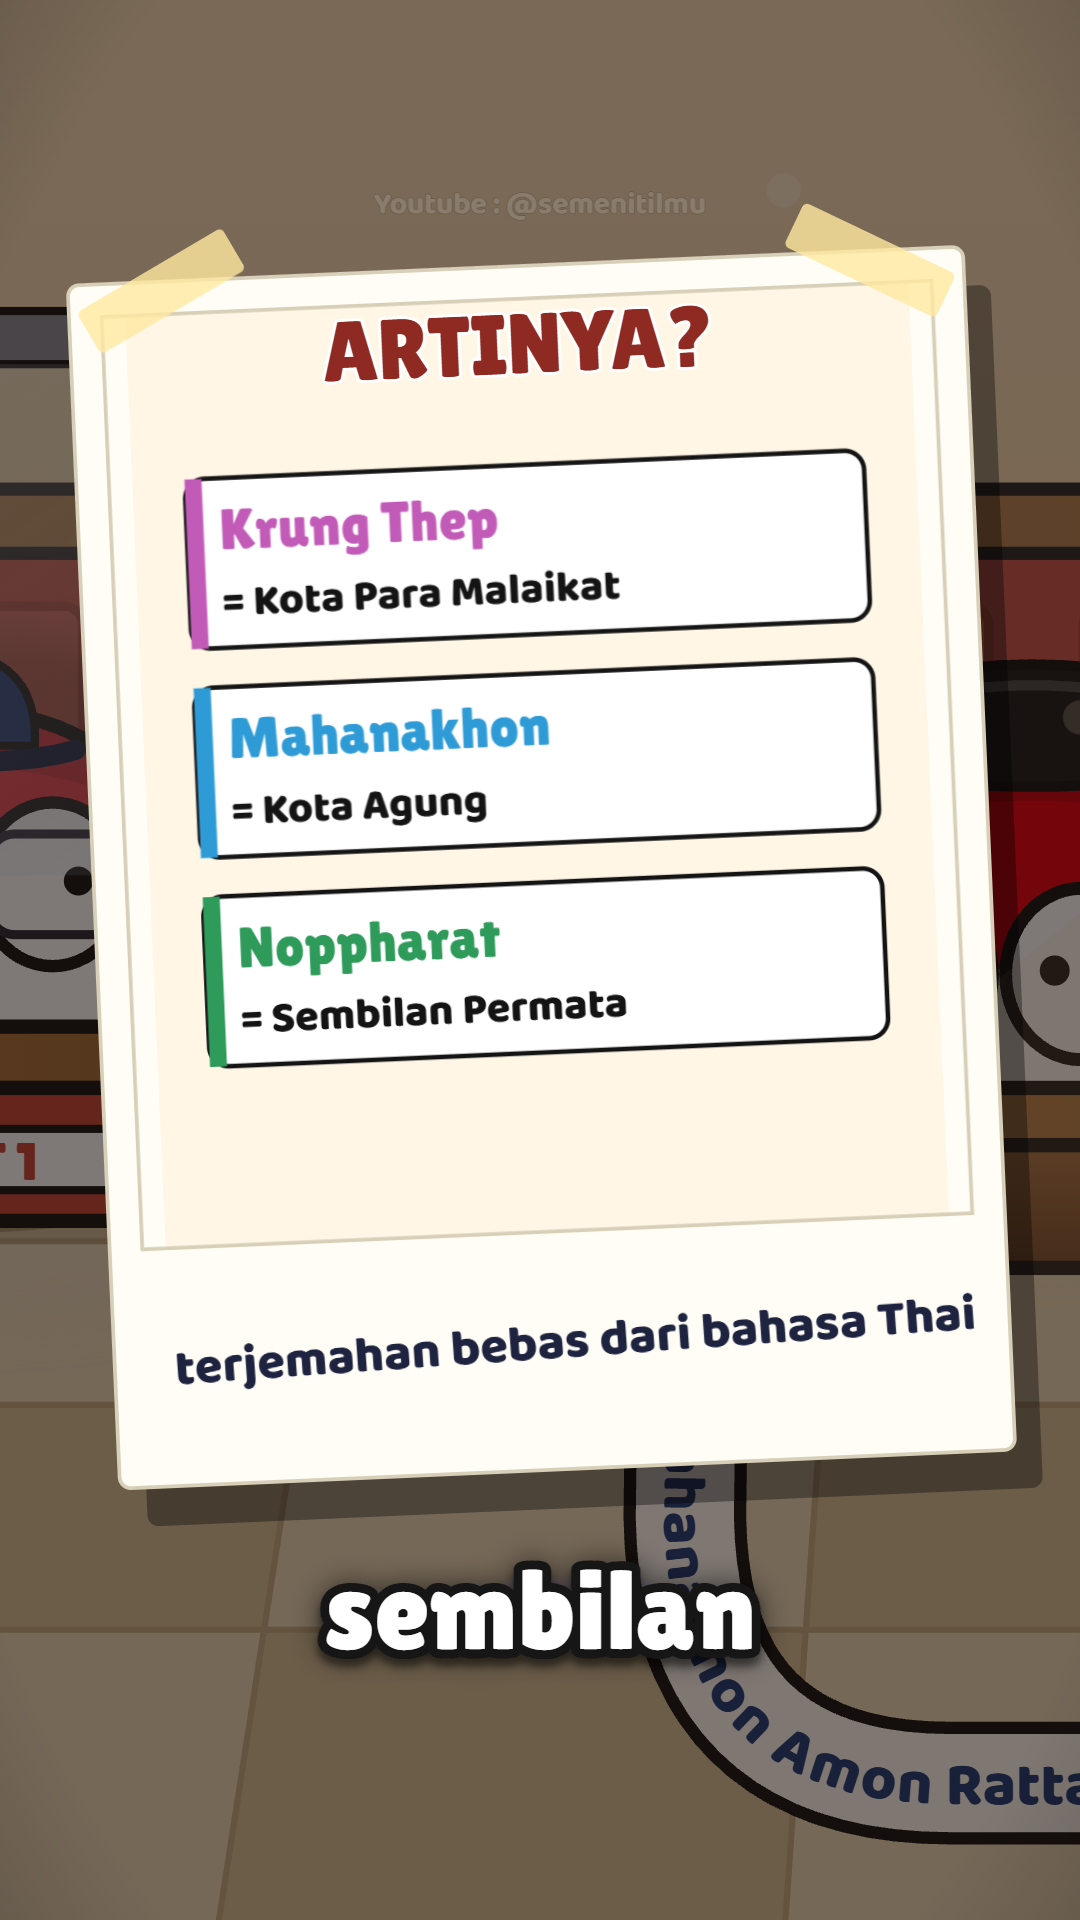 Youtube : @semenitilmu
ARTINYA?
Krung Thep
= Kota Para Malaikat
Mahanakhon
= Kota Agung
Noppharat
= Sembilan Permata
terjemahan bebas dari bahasa Thai
sembilan
Amon
1